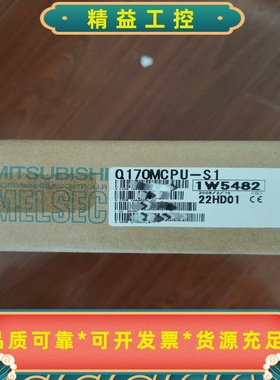 精益工控
MITSUBISHI
MELSEC
Q170MCPU-S1
1W5482
22HD01 CE
品质可靠*可开发票*货源充足